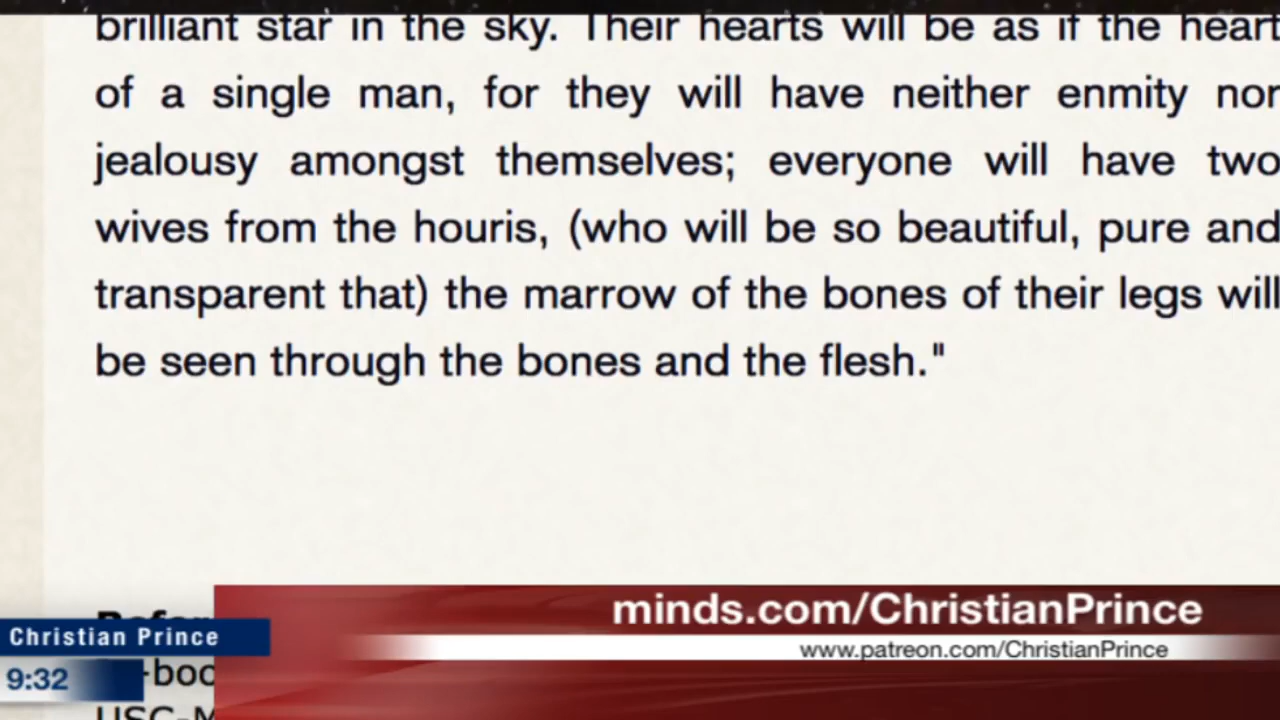 brilliant star in the sky. Their hearts will be as if the heart
of a single man, for they will have neither enmity nor
jealousy amongst themselves; everyone will have two
wives from the houris, (who will be so beautiful, pure and
transparent that) the marrow of the bones of their legs will
be seen through the bones and the flesh."
minds.com/ChristianPrince
www.patreon.com/ChristianPrince
Christian Prince
9:32